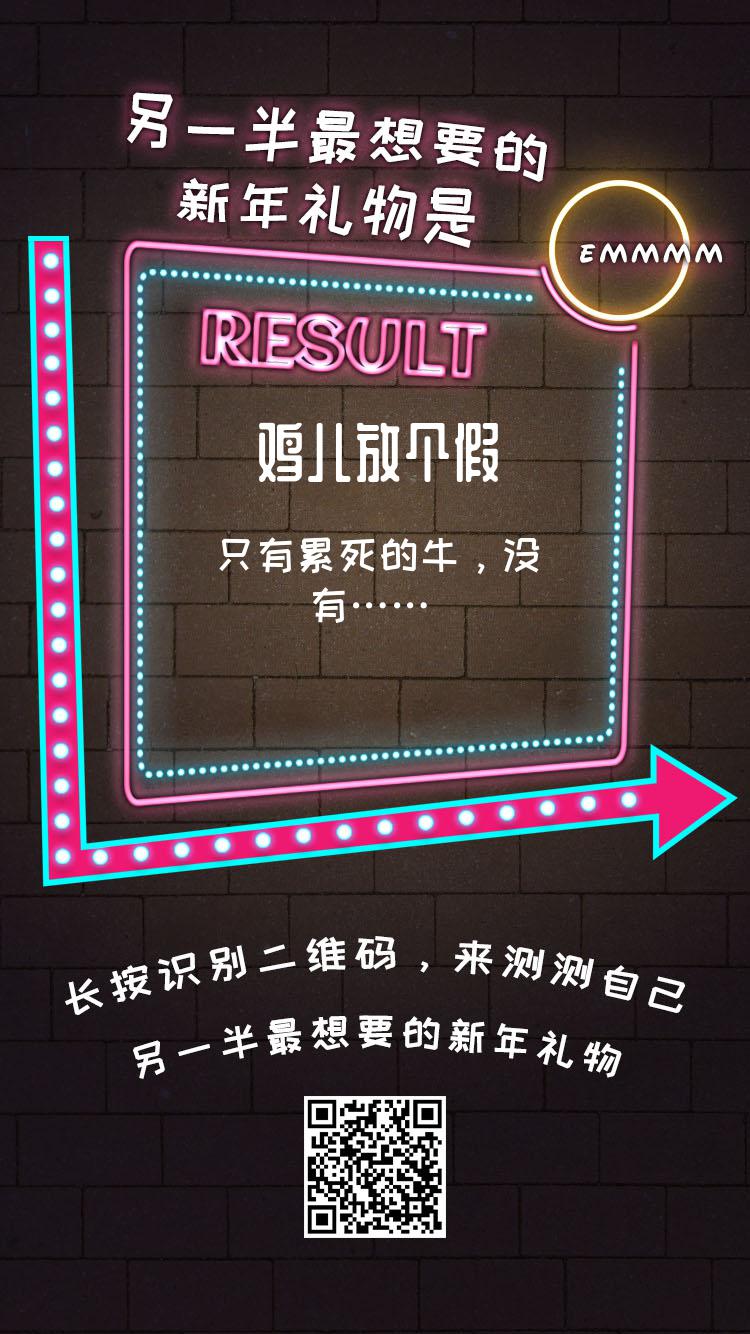 另一半最想要的
新年礼物是
EMMMM
RESULT
鸡儿放个假
只有累死的牛，没
有……
长按识别二维码，来测测自己
另一半最想要的新年礼物